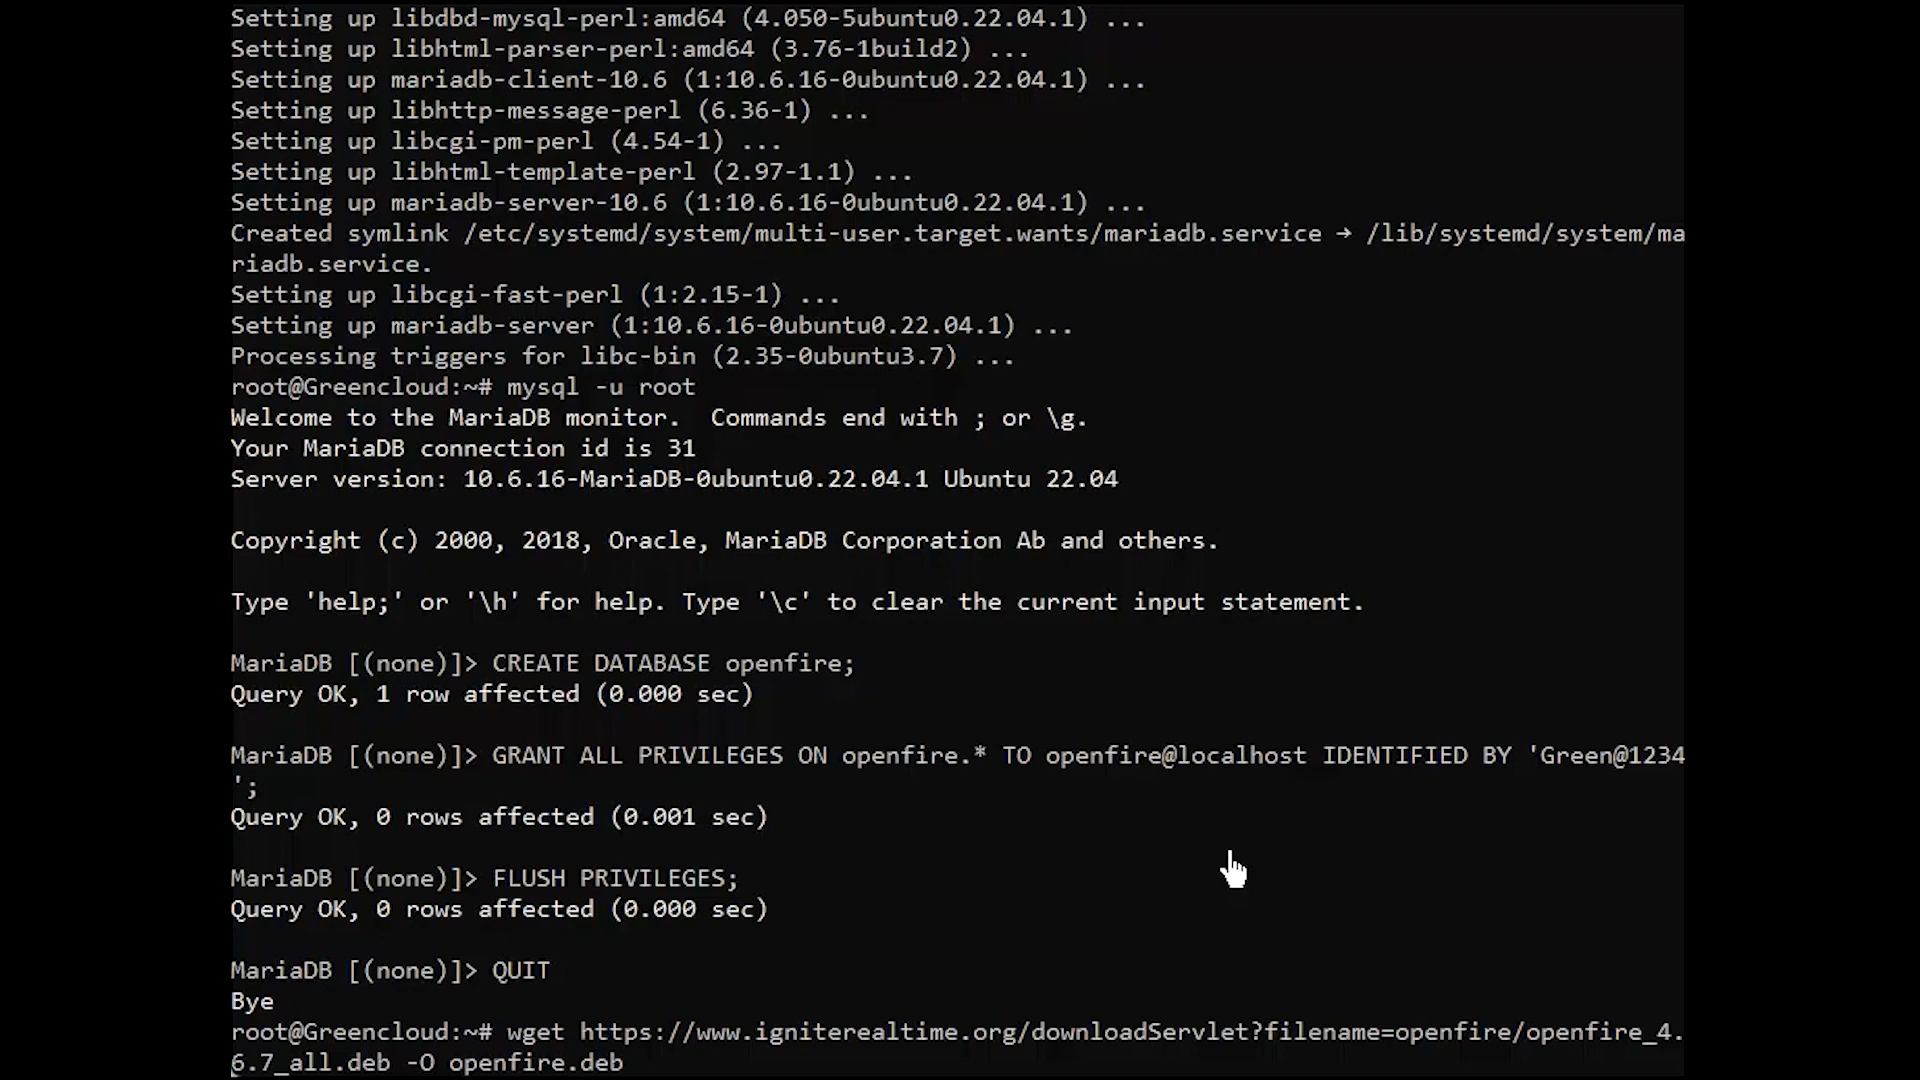 Setting up libdbd-mysql-perl:amd64 (4.050-5ubuntu0.22.04.1) ...
Setting up libhtml-parser-perl:amd64 (3.76-1build2) ...
Setting up mariadb-client-10.6 (1:10.6.16-0ubuntu0.22.04.1) ...
Setting up libhttp-message-perl (6.36-1) ...
Setting up libcgi-pm-perl (4.54-1) ...
Setting up libhtml-template-perl (2.97-1.1) ...
Setting up mariadb-server-10.6 (1:10.6.16-0ubuntu0.22.04.1) ...
Created symlink /etc/systemd/system/multi-user.target.wants/mariadb.service → /lib/systemd/system/ma
riadb.service.
Setting up libcgi-fast-perl (1:2.15-1) ...
Setting up mariadb-server (1:10.6.16-0ubuntu0.22.04.1) ...
Processing triggers for libc-bin (2.35-0ubuntu3.7) ...
root@Greencloud:~# mysql -u root
Welcome to the MariaDB monitor.  Commands end with ; or \g.
Your MariaDB connection id is 31
Server version: 10.6.16-MariaDB-0ubuntu0.22.04.1 Ubuntu 22.04
Copyright (c) 2000, 2018, Oracle, MariaDB Corporation Ab and others.
Type 'help;' or '\h' for help. Type '\c' to clear the current input statement.
MariaDB [(none)]> CREATE DATABASE openfire;
Query OK, 1 row affected (0.000 sec)
MariaDB [(none)]> GRANT ALL PRIVILEGES ON openfire.* TO openfire@localhost IDENTIFIED BY 'Green@1234
';
Query OK, 0 rows affected (0.001 sec)
MariaDB [(none)]> FLUSH PRIVILEGES;
Query OK, 0 rows affected (0.000 sec)
MariaDB [(none)]> QUIT
Bye
root@Greencloud:~# wget https://www.igniterealtime.org/downloadServlet?filename=openfire/openfire_4.
6.7_all.deb -O openfire.deb